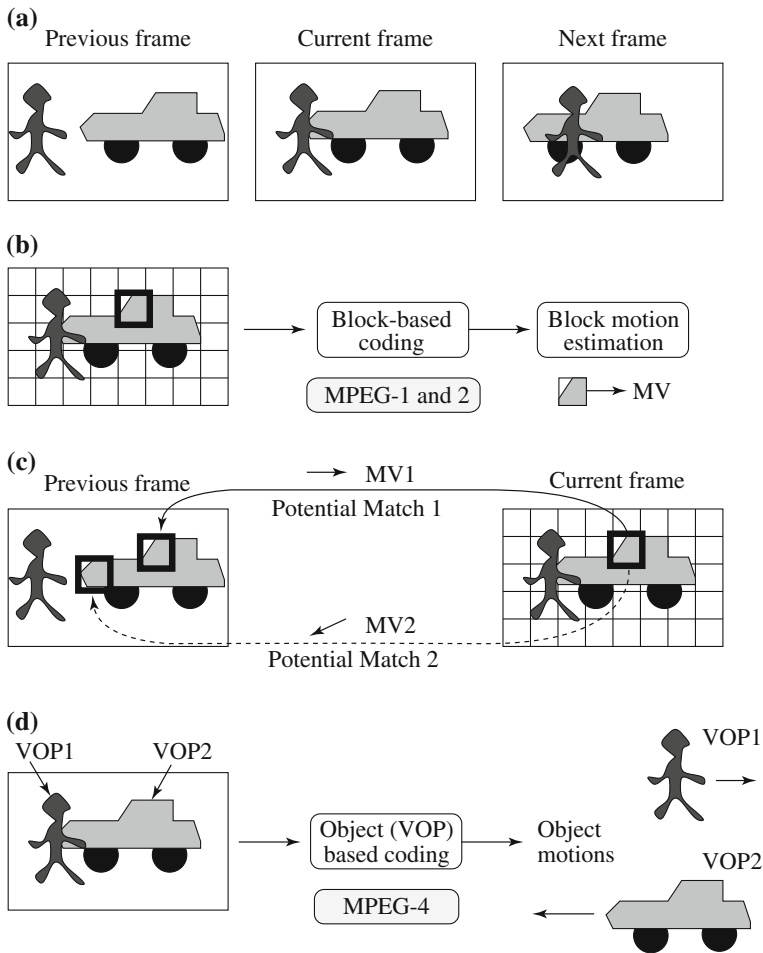 (a)
Previous frame
Current frame
Next frame
(b)
Block-based
coding
Block motion
estimation
MPEG-1 and 2
MV
(c)
Previous frame
MV1
Potential Match 1
Current frame
MV2
Potential Match 2
(d)
VOP1
VOP2
Object (VOP)
based coding
MPEG-4
Object
motions
VOP1
VOP2